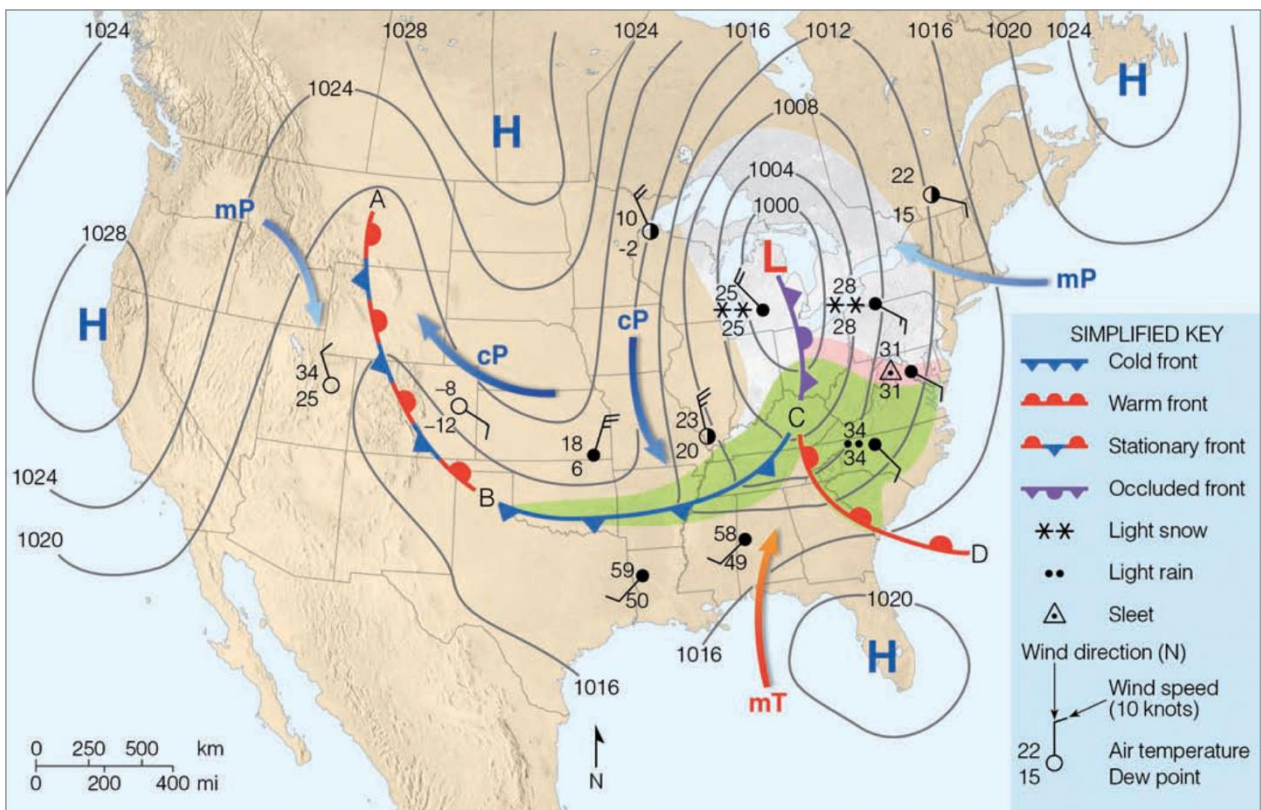 1024
1028
1024
1016
1012
1016
1020
1024
H
1024
H
1008
1004
22
15
A
mP
1000
10
-2
1028
L
mP
H
25
25
28
28
cP
cP
31
31
34
25
–8
–12
23
20
C
34
34
18
6
1024
B
1020
58
49
D
59
50
1020
H
1016
1016
mT
SIMPLIFIED KEY
Cold front
Warm front
Stationary front
Occluded front
Light snow
Light rain
Sleet
Wind direction (N)
Wind speed
(10 knots)
22
15
Air temperature
Dew point
0 250 500 km
0 200 400 mi
N